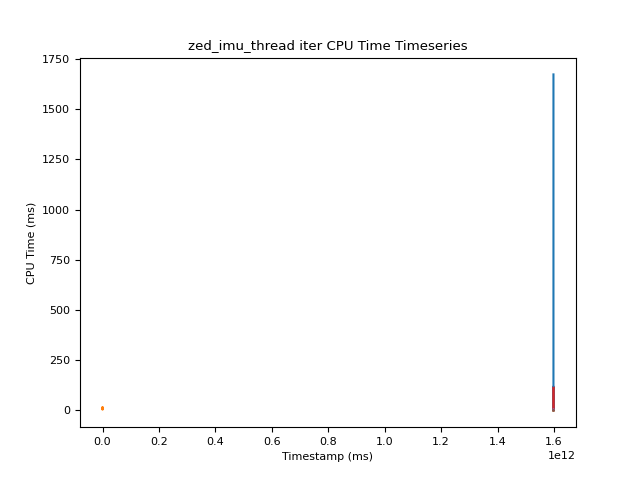 zed_imu_thread iter CPU Time Timeseries
1750
1500
1250
1000
750
500
250
0
CPU Time (ms)
0.0 0.2 0.4 0.6 0.8 1.0 1.2 1.4 1.6
1e12
Timestamp (ms)